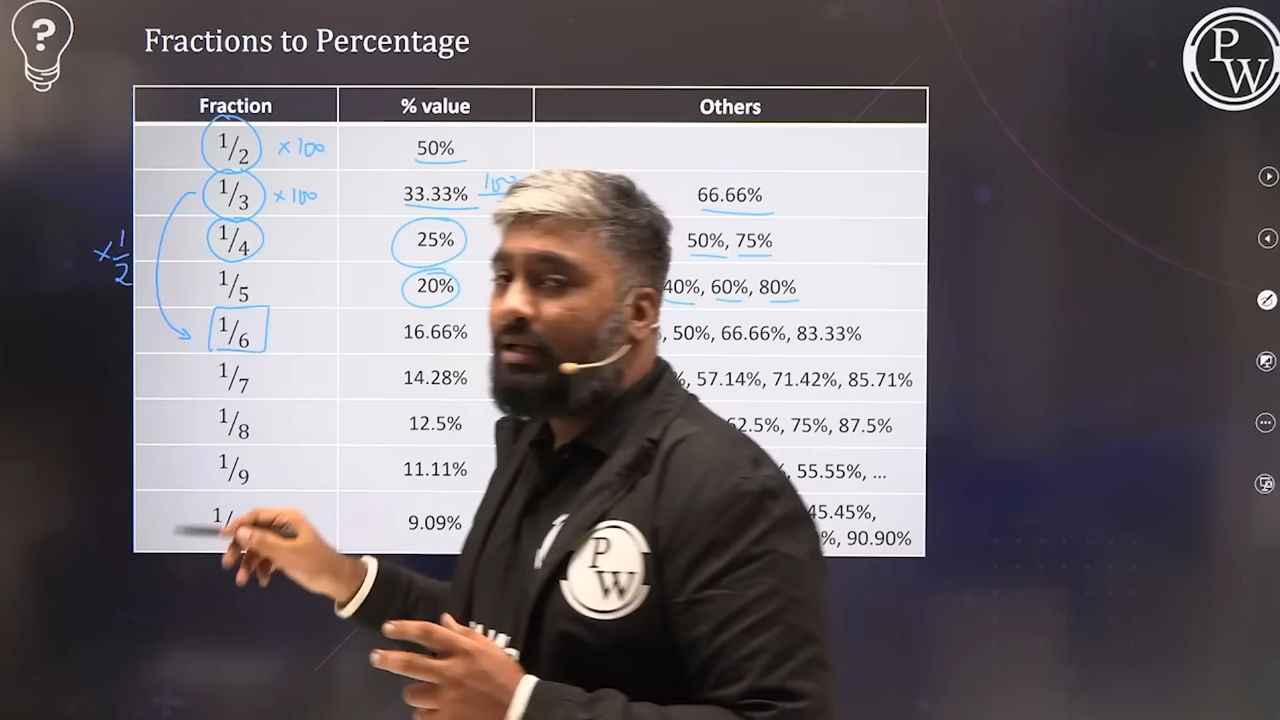 Fractions to Percentage
PW
Fraction % value Others
1/2 ×100 50%
1/3 ×100 33.33% 100 66.66%
1/4 25% 50%, 75%
×1/2
1/5 20% 40%, 60%, 80%
1/6 16.66% 50%, 66.66%, 83.33%
1/7 14.28% 57.14%, 71.42%, 85.71%
1/8 12.5% 62.5%, 75%, 87.5%
1/9 11.11% 55.55%, ...
1/ 9.09% 45.45%,
%, 90.90%
PW